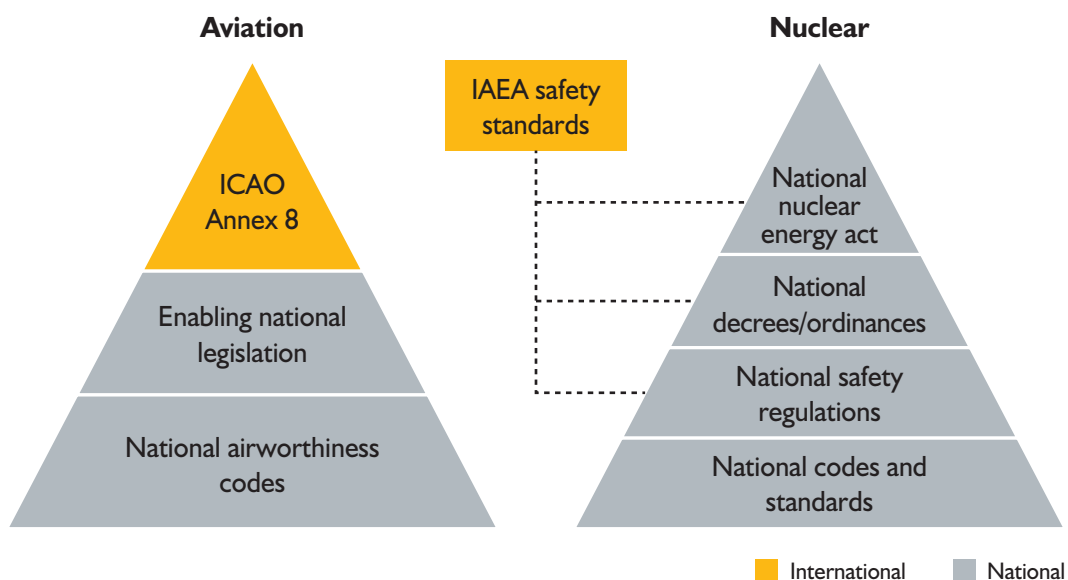 Aviation
ICAO
Annex 8
Enabling national
legislation
National airworthiness
codes
IAEA safety
standards
Nuclear
National
nuclear
energy act
National
decrees/ordinances
National safety
regulations
National codes and
standards
International
National